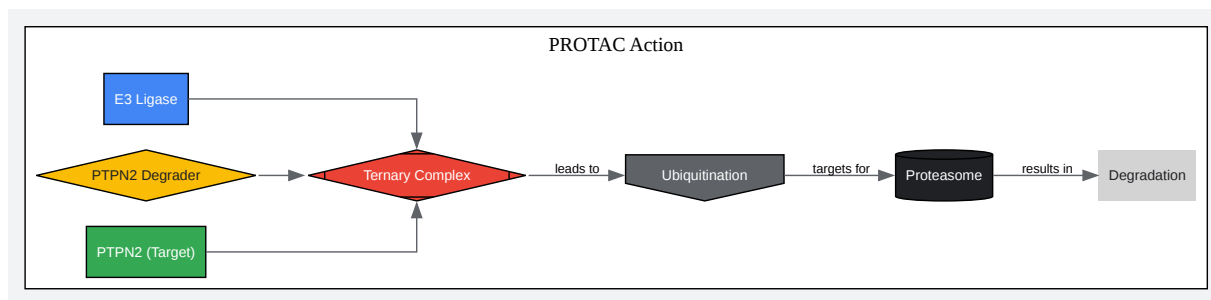 PROTAC Action
E3 Ligase
PTPN2 Degrader
PTPN2 (Target)
Ternary Complex
leads to
Ubiquitination
targets for
Proteasome
results in
Degradation